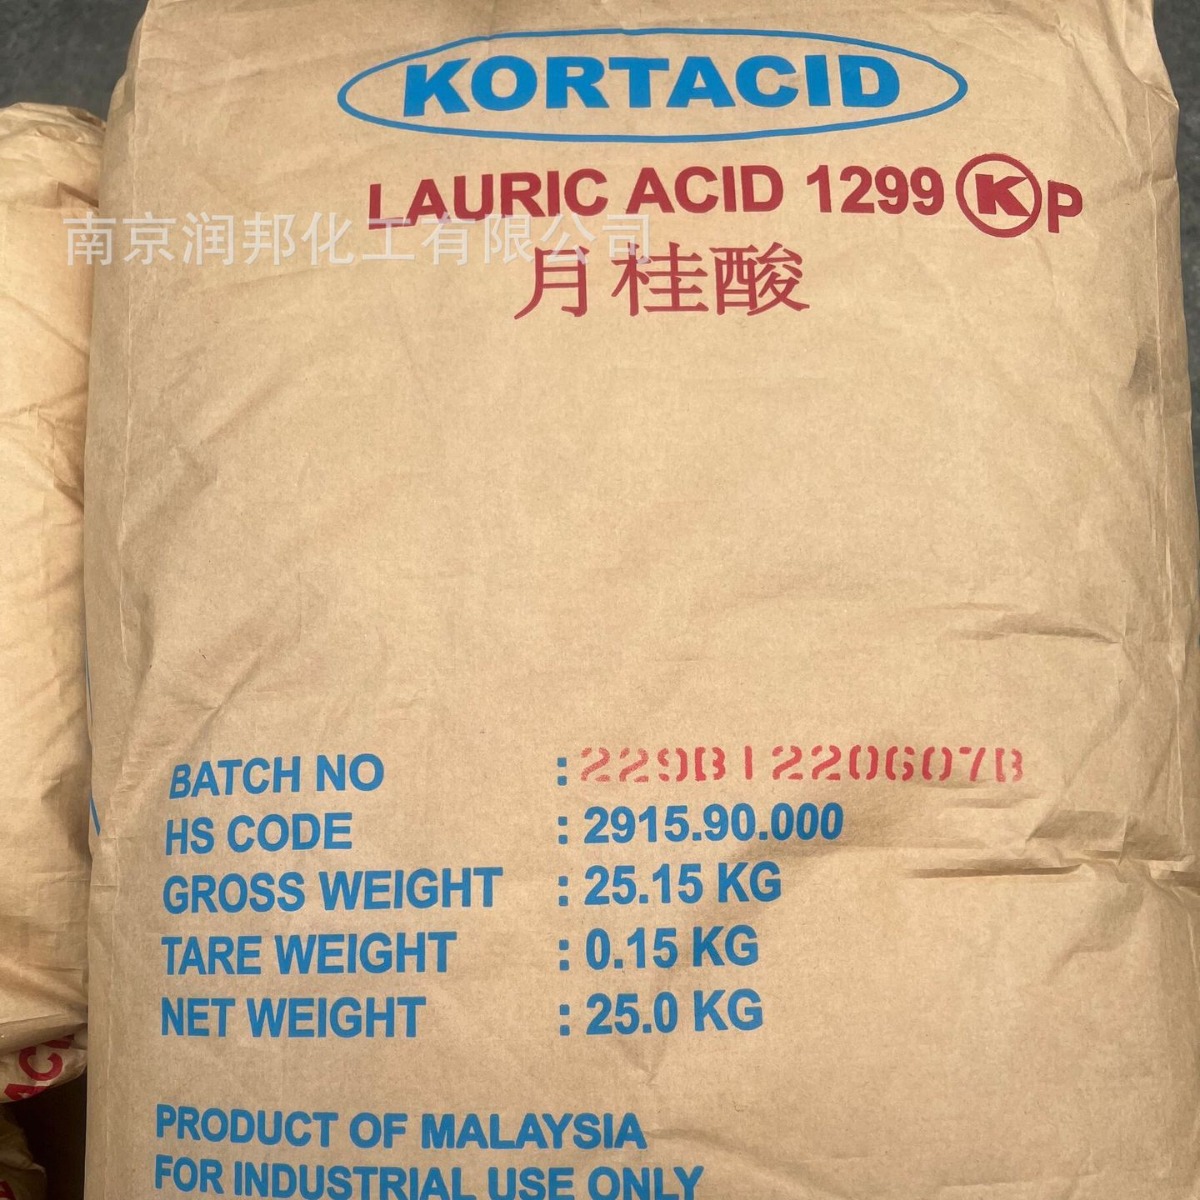 KORTACID
LAURIC ACID 1299 K P
南京润邦化工有限公司
月桂酸
BATCH NO : 229B1220607B
HS CODE : 2915.90.000
GROSS WEIGHT : 25.15 KG
TARE WEIGHT : 0.15 KG
NET WEIGHT : 25.0 KG
PRODUCT OF MALAYSIA
FOR INDUSTRIAL USE ONLY